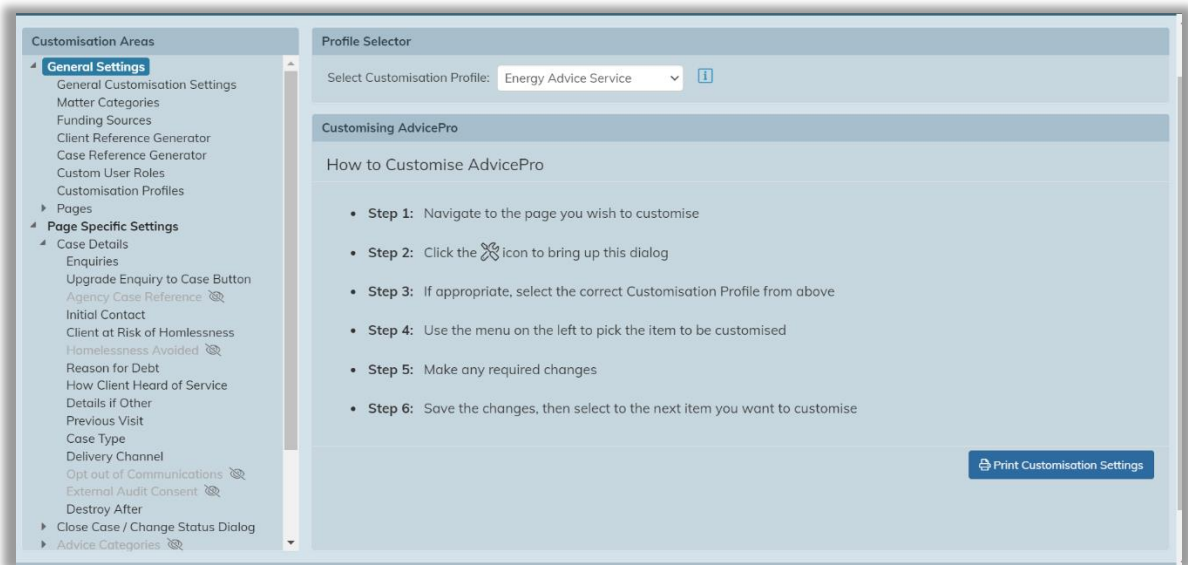 Customisation Areas
General Settings
General Customisation Settings
Matter Categories
Funding Sources
Client Reference Generator
Case Reference Generator
Custom User Roles
Customisation Profiles
Pages
Page Specific Settings
Case Details
Enquiries
Upgrade Enquiry to Case Button
Agency Case Reference
Initial Contact
Client at Risk of Homlessness
Homelessness Avoided
Reason for Debt
How Client Heard of Service
Details if Other
Previous Visit
Case Type
Delivery Channel
Opt out of Communications
External Audit Consent
Destroy After
Close Case / Change Status Dialog
Advice Categories
Profile Selector
Select Customisation Profile: Energy Advice Service
Customising AdvicePro
How to Customise AdvicePro
• Step 1: Navigate to the page you wish to customise
• Step 2: Click the icon to bring up this dialog
• Step 3: If appropriate, select the correct Customisation Profile from above
• Step 4: Use the menu on the left to pick the item to be customised
• Step 5: Make any required changes
• Step 6: Save the changes, then select to the next item you want to customise
Print Customisation Settings